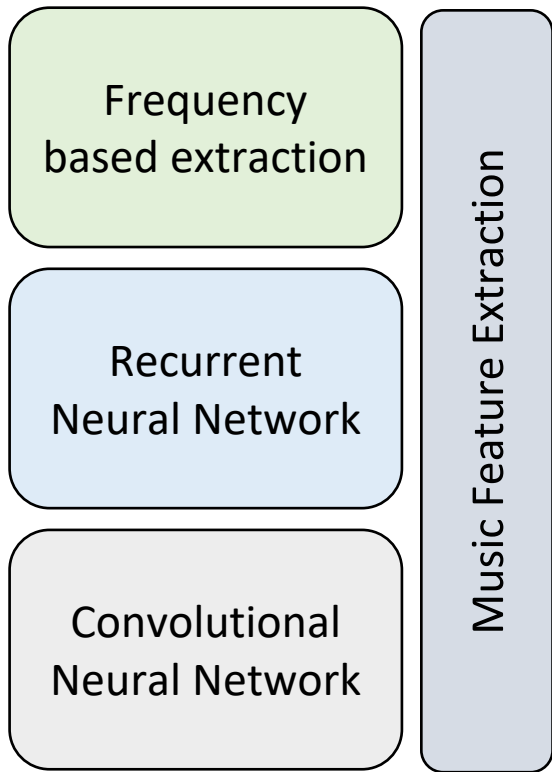 Frequency
based extraction
Recurrent
Neural Network
Convolutional
Neural Network
Music Feature Extraction